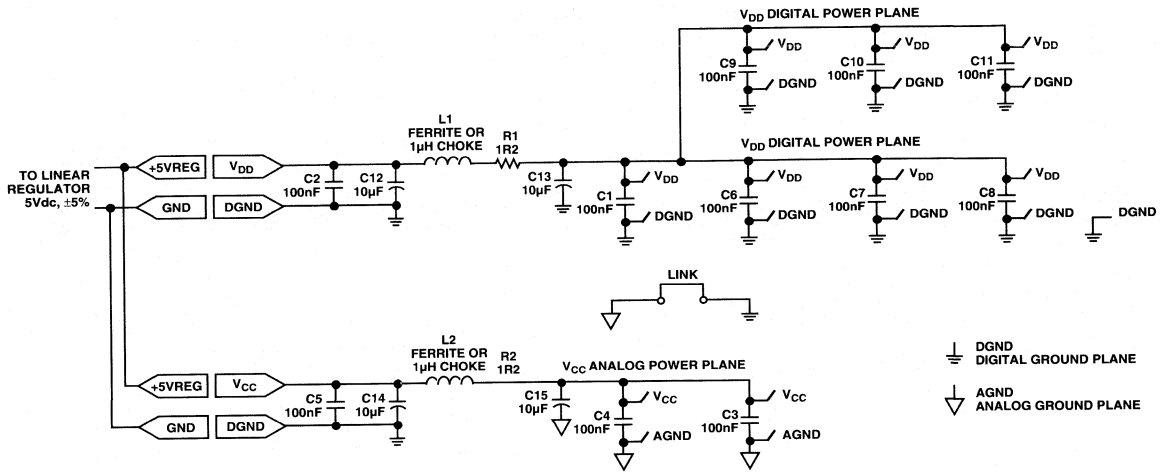 VDD DIGITAL POWER PLANE
VDD
VDD
VDD
C9
100nF
C10
100nF
C11
100nF
DGND
DGND
DGND
L1
FERRITE OR
1µH CHOKE
R1
1R2
VDD DIGITAL POWER PLANE
TO LINEAR
REGULATOR
5Vdc, ±5%
+5VREG
VDD
GND
DGND
C2
100nF
C12
10µF
C13
10µF
VDD
VDD
VDD
VDD
C1
100nF
C6
100nF
C7
100nF
C8
100nF
DGND
DGND
DGND
DGND
DGND
LINK
L2
FERRITE OR
1µH CHOKE
R2
1R2
VCC ANALOG POWER PLANE
+5VREG
VCC
GND
DGND
C5
100nF
C14
10µF
C15
10µF
VCC
VCC
C4
100nF
C3
100nF
AGND
AGND
DGND
DIGITAL GROUND PLANE
AGND
ANALOG GROUND PLANE